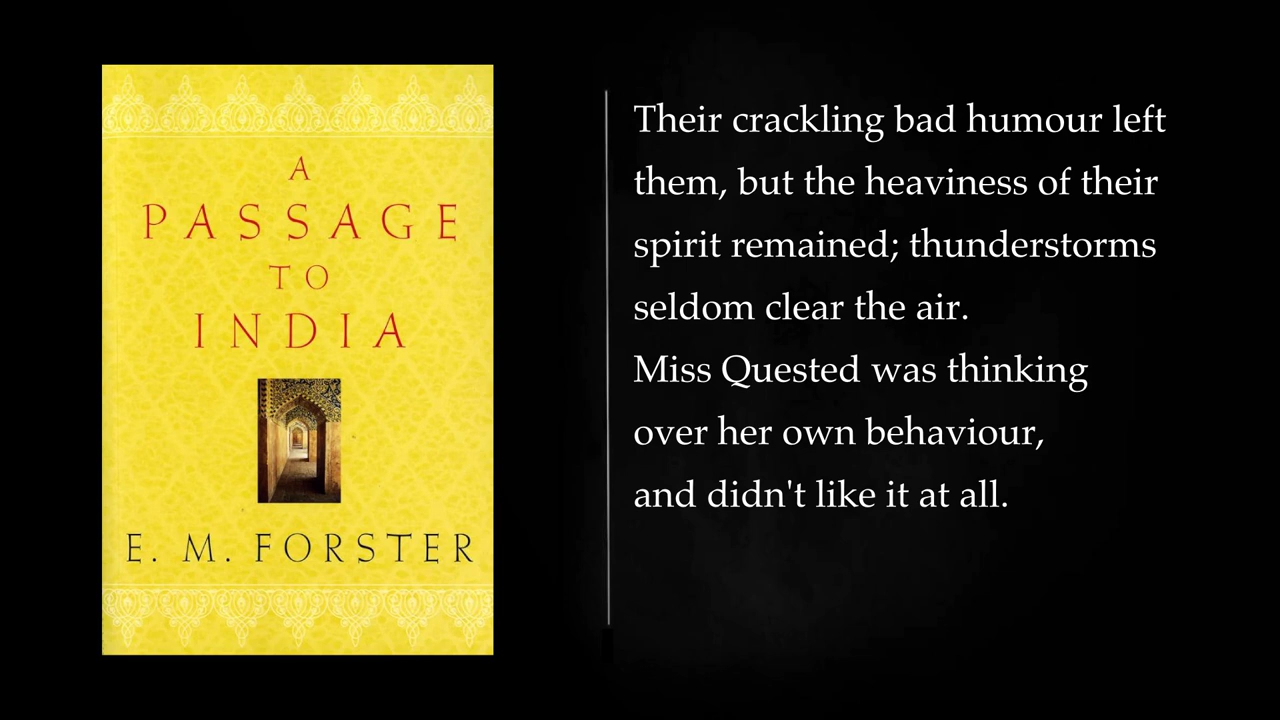 A
PASSAGE
TO
INDIA
E. M. FORSTER
Their crackling bad humour left
them, but the heaviness of their
spirit remained; thunderstorms
seldom clear the air.
Miss Quested was thinking
over her own behaviour,
and didn't like it at all.